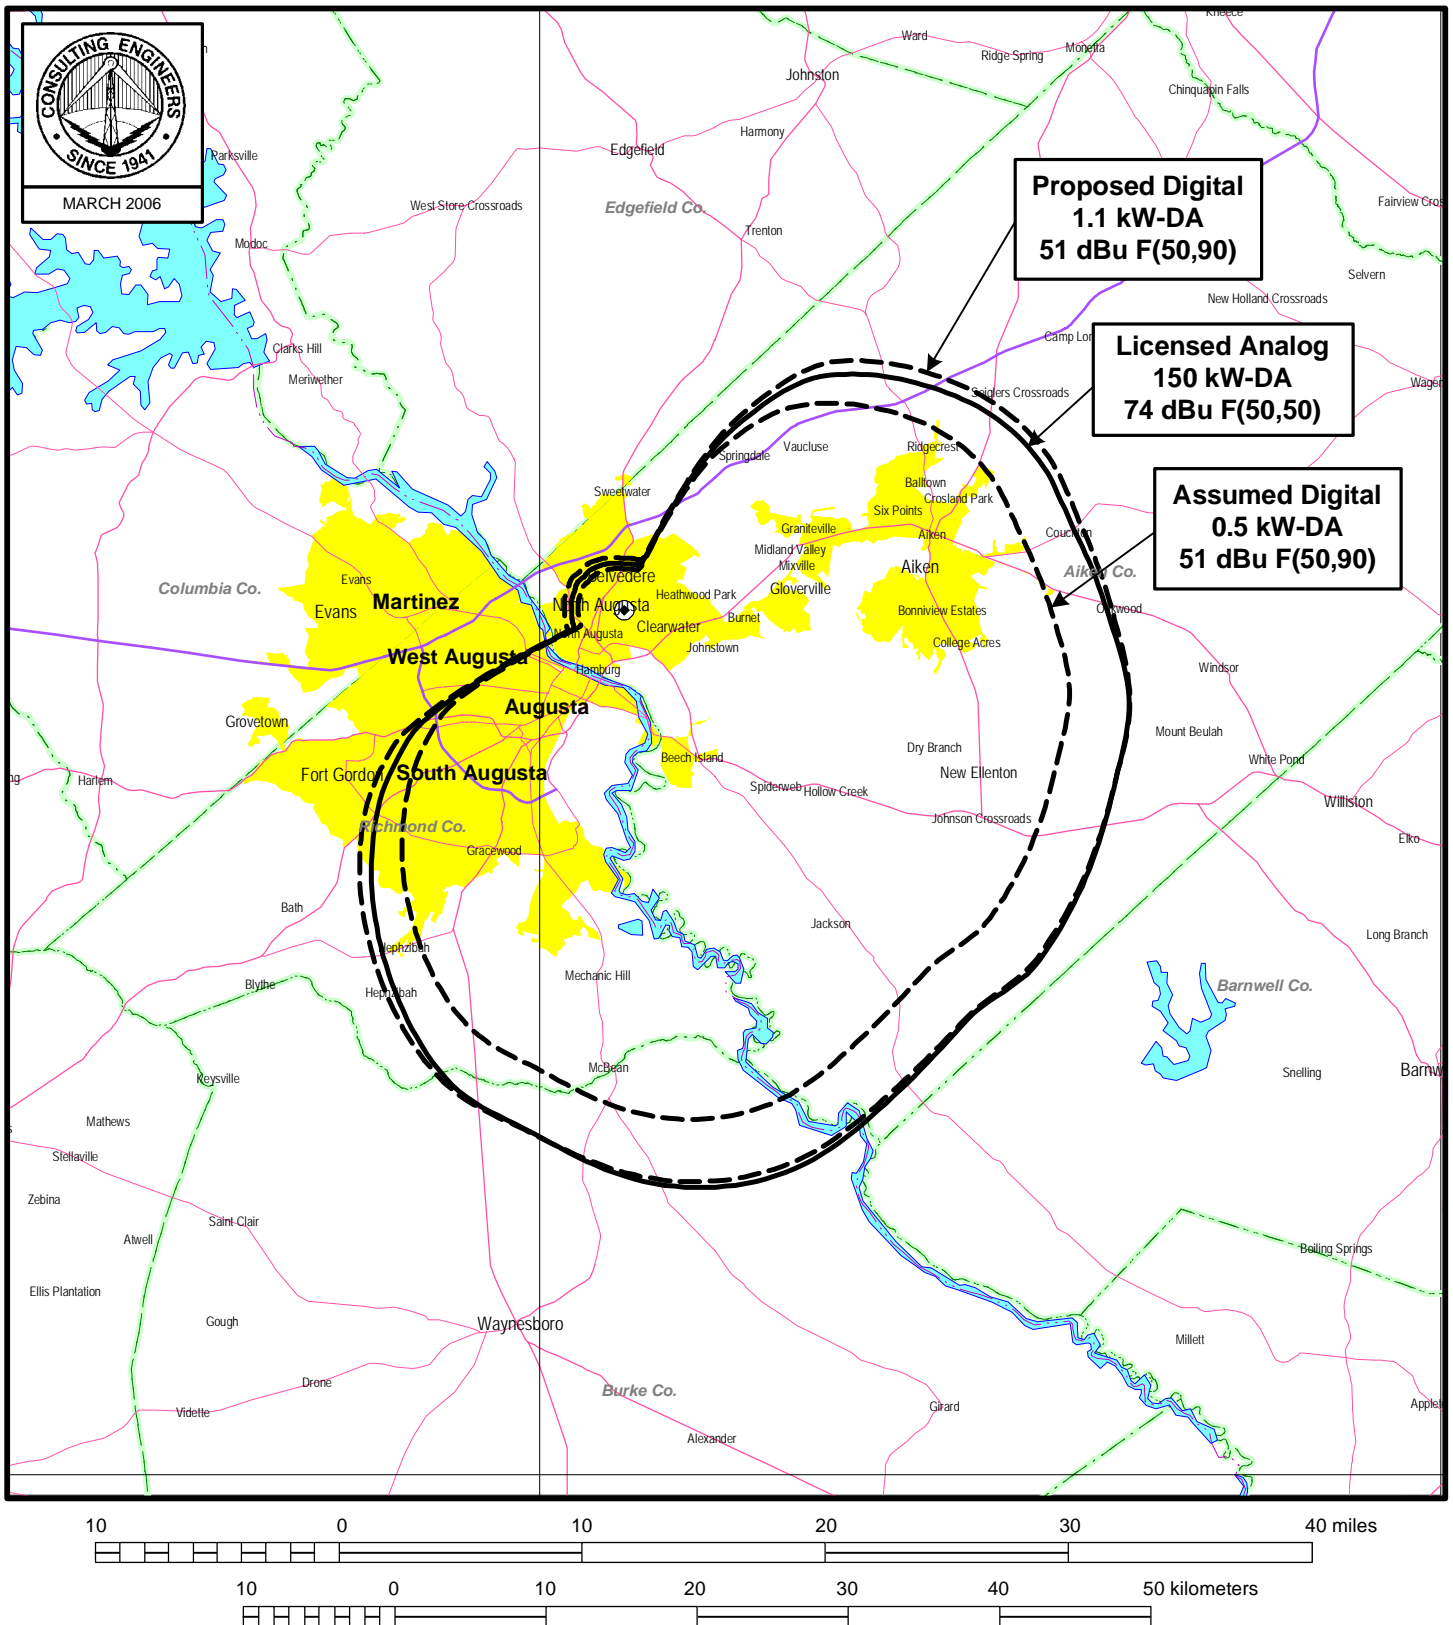 CONSULTING ENGINEERS
SINCE 1941
MARCH 2006
Kneece
Ward
Ridge Spring
Monetta
Johnston
Chinquapin Falls
Harmony
Edgefield
Parksville
West Store Crossroads
Edgefield Co.
Fairview Cros
Trenton
Modoc
Proposed Digital
1.1 kW-DA
51 dBu F(50,90)
Selvern
New Holland Crossroads
Camp Lon
Clarks Hill
Meriwether
Licensed Analog
150 kW-DA
74 dBu F(50,50)
Seiglers Crossroads
Wagen
Ridgecrest
Vaucluse
Springdale
Balltown
Sweetwater
Crosland Park
Six Points
Graniteville
Aiken
Couchton
Assumed Digital
0.5 kW-DA
51 dBu F(50,90)
Midland Valley
Mixville
Aiken
Aiken Co.
Columbia Co.
Evans
Belvedere
Gloverville
Heathwood Park
Martinez
Evans
North Augusta
Burnet
Bonniview Estates
Oakwood
Clearwater
North Augusta
Johnstown
College Acres
West Augusta
Hamburg
Windsor
Augusta
Grovetown
Mount Beulah
Dry Branch
Beech Island
White Pond
Harlem
Fort Gordon
South Augusta
New Ellenton
Spiderweb
Hollow Creek
Williston
Johnson Crossroads
Richmond Co.
Elko
Gracewood
Bath
Jackson
Long Branch
Hephzibah
Mechanic Hill
Blythe
Hephzibah
Barnwell Co.
McBean
Keysville
Snelling
Barnw
Mathews
Stellaville
Zebina
Saint Clair
Atwell
Boiling Springs
Ellis Plantation
Gough
Waynesboro
Millett
Drone
Burke Co.
Vidette
Girard
Applet
Alexander
10 0 10 20 30 40 miles
10 0 10 20 30 40 50 kilometers